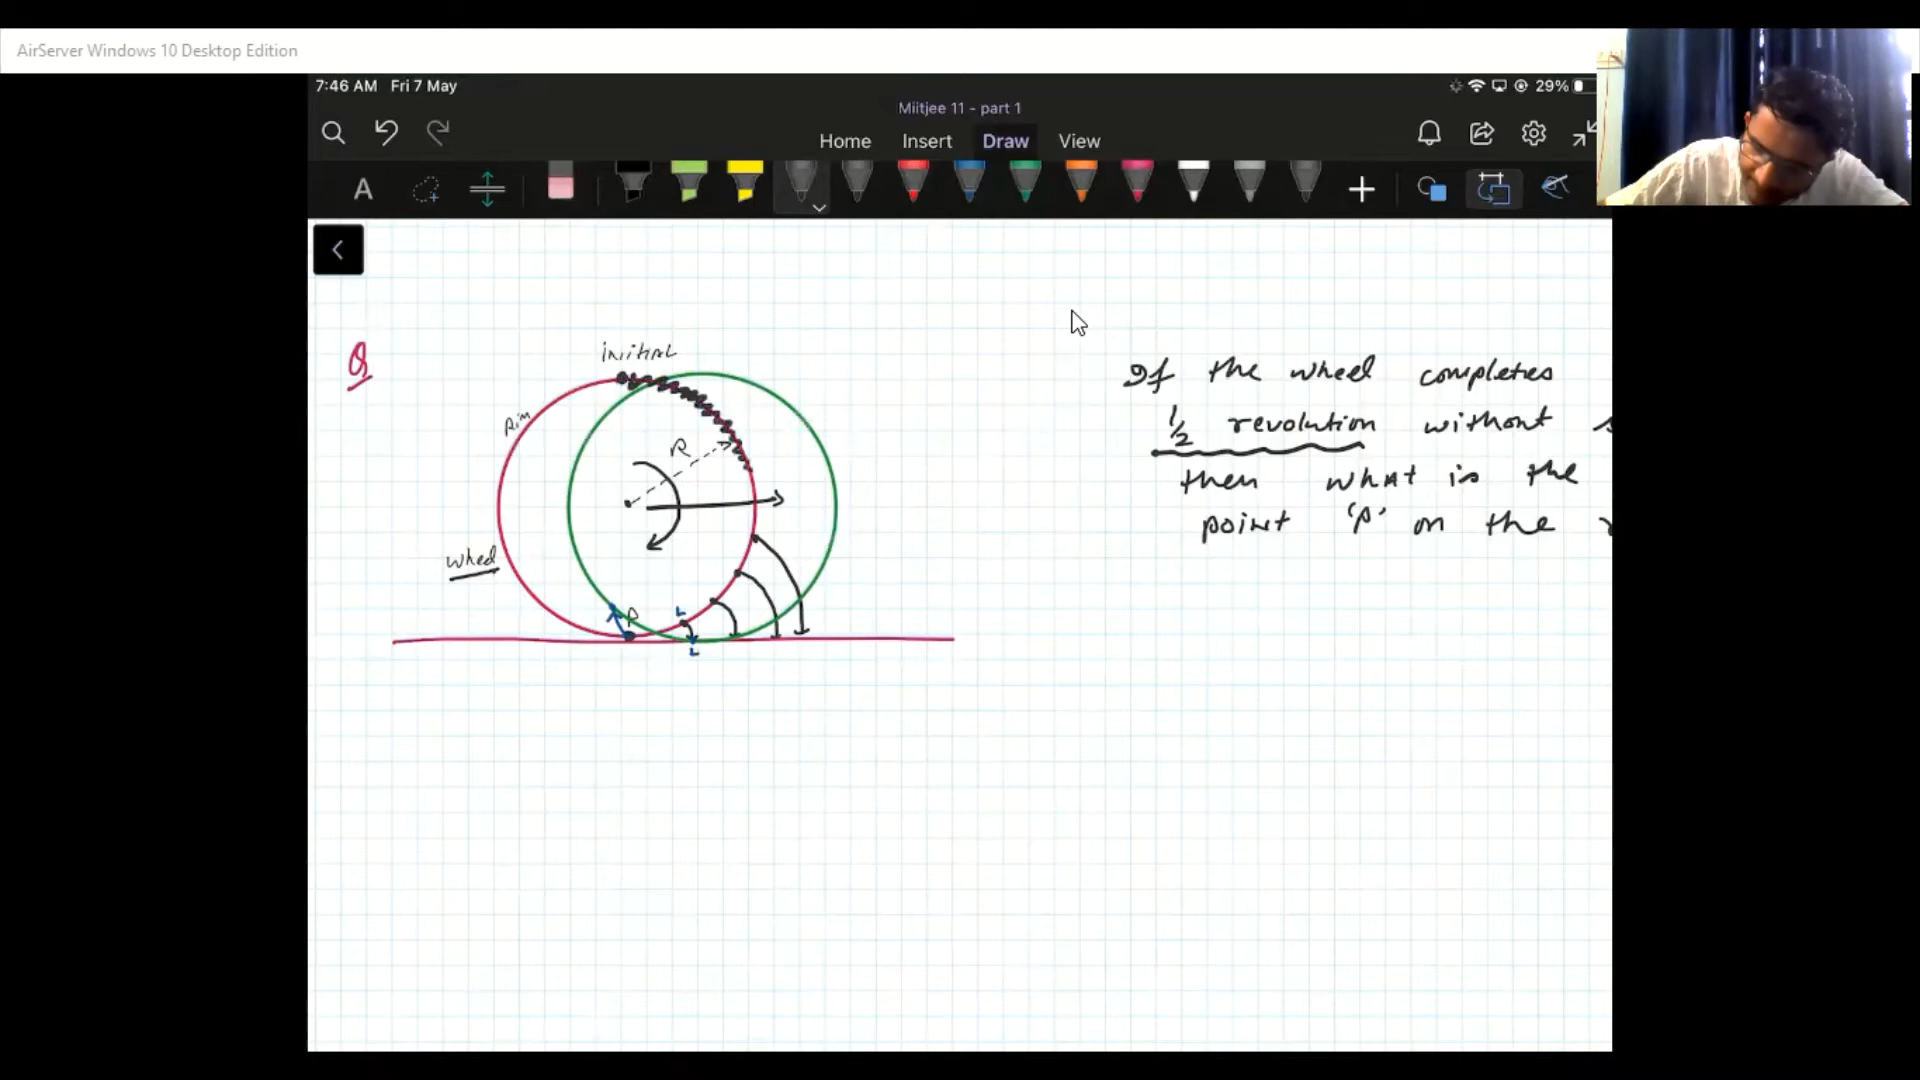 AirServer Windows 10 Desktop Edition
7:46 AM Fri 7 May
29%
Miitjee 11 - part 1
Home Insert Draw View
A
Q
initial
Rim
R
Wheel
P
L
L
If the wheel completes
1/2 revolution without
then what is the
point 'P' on the